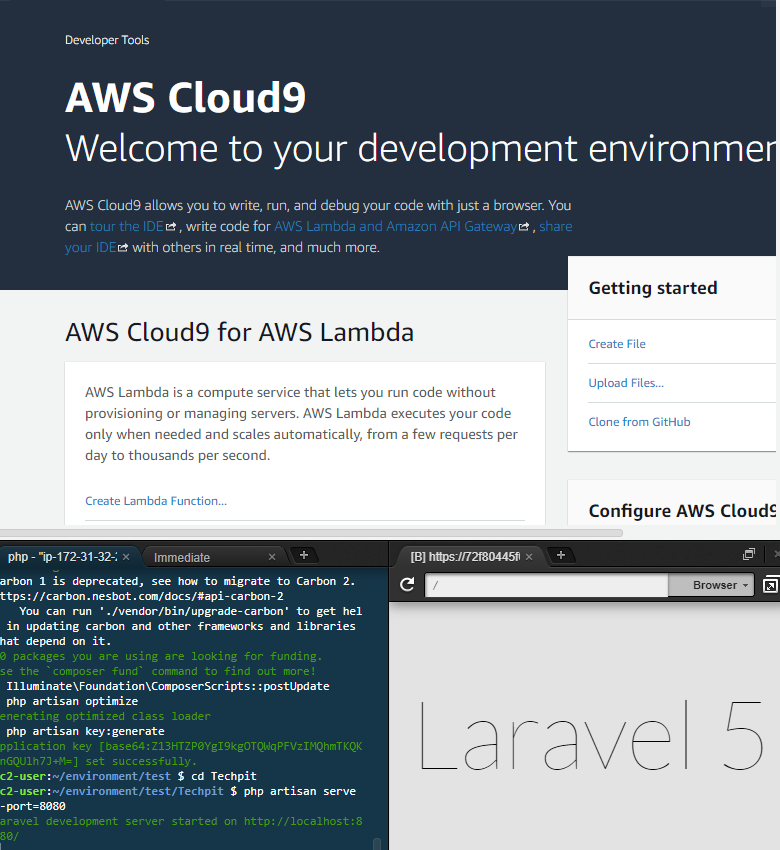 Developer Tools
AWS Cloud9
Welcome to your development environmen
AWS Cloud9 allows you to write, run, and debug your code with just a browser. You
can tour the IDE , write code for AWS Lambda and Amazon API Gateway , share
your IDE with others in real time, and much more.
Getting started
Create File
Upload Files...
Clone from GitHub
AWS Cloud9 for AWS Lambda
AWS Lambda is a compute service that lets you run code without
provisioning or managing servers. AWS Lambda executes your code
only when needed and scales automatically, from a few requests per
day to thousands per second.
Create Lambda Function...
Configure AWS Cloud9
php - "ip-172-31-32-2 ×
Immediate ×
arbon 1 is deprecated, see how to migrate to Carbon 2.
ttps://carbon.nesbot.com/docs/#api-carbon-2
You can run './vendor/bin/upgrade-carbon' to get hel
in updating carbon and other frameworks and libraries
hat depend on it.
0 packages you are using are looking for funding.
se the `composer fund` command to find out more!
Illuminate\Foundation\ComposerScripts::postUpdate
php artisan optimize
enerating optimized class loader
php artisan key:generate
pplication key [base64:Z13HTZP0YgI9kgOTQWqPFVzIMQhmTKQK
nGQUlh7J+M=] set successfully.
c2-user:~/environment/test $ cd Techpit
c2-user:~/environment/test/Techpit $ php artisan serve
-port=8080
aravel development server started on http://localhost:8
80/
[B] https://72f80445f ×
/
Browser
Laravel 5